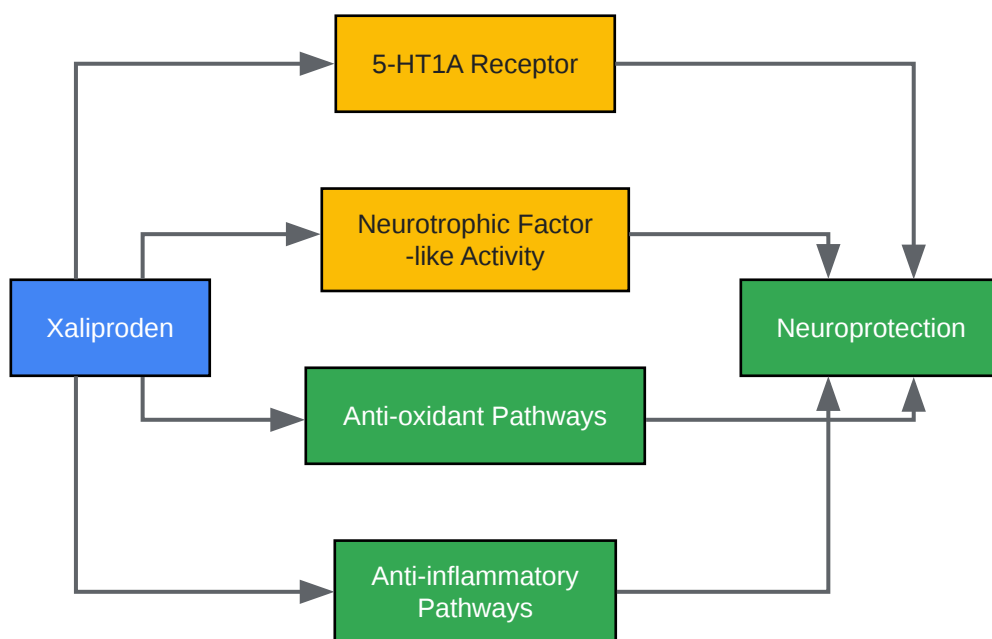 5-HT1A Receptor
Neurotrophic Factor
-like Activity
Xaliproden
Neuroprotection
Anti-oxidant Pathways
Anti-inflammatory
Pathways